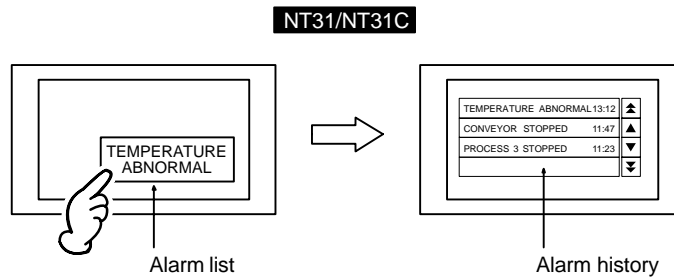 NT31/NT31C
TEMPERATURE
ABNORMAL
Alarm list
TEMPERATURE ABNORMAL 13:12
CONVEYOR STOPPED 11:47
PROCESS 3 STOPPED 11:23
Alarm history